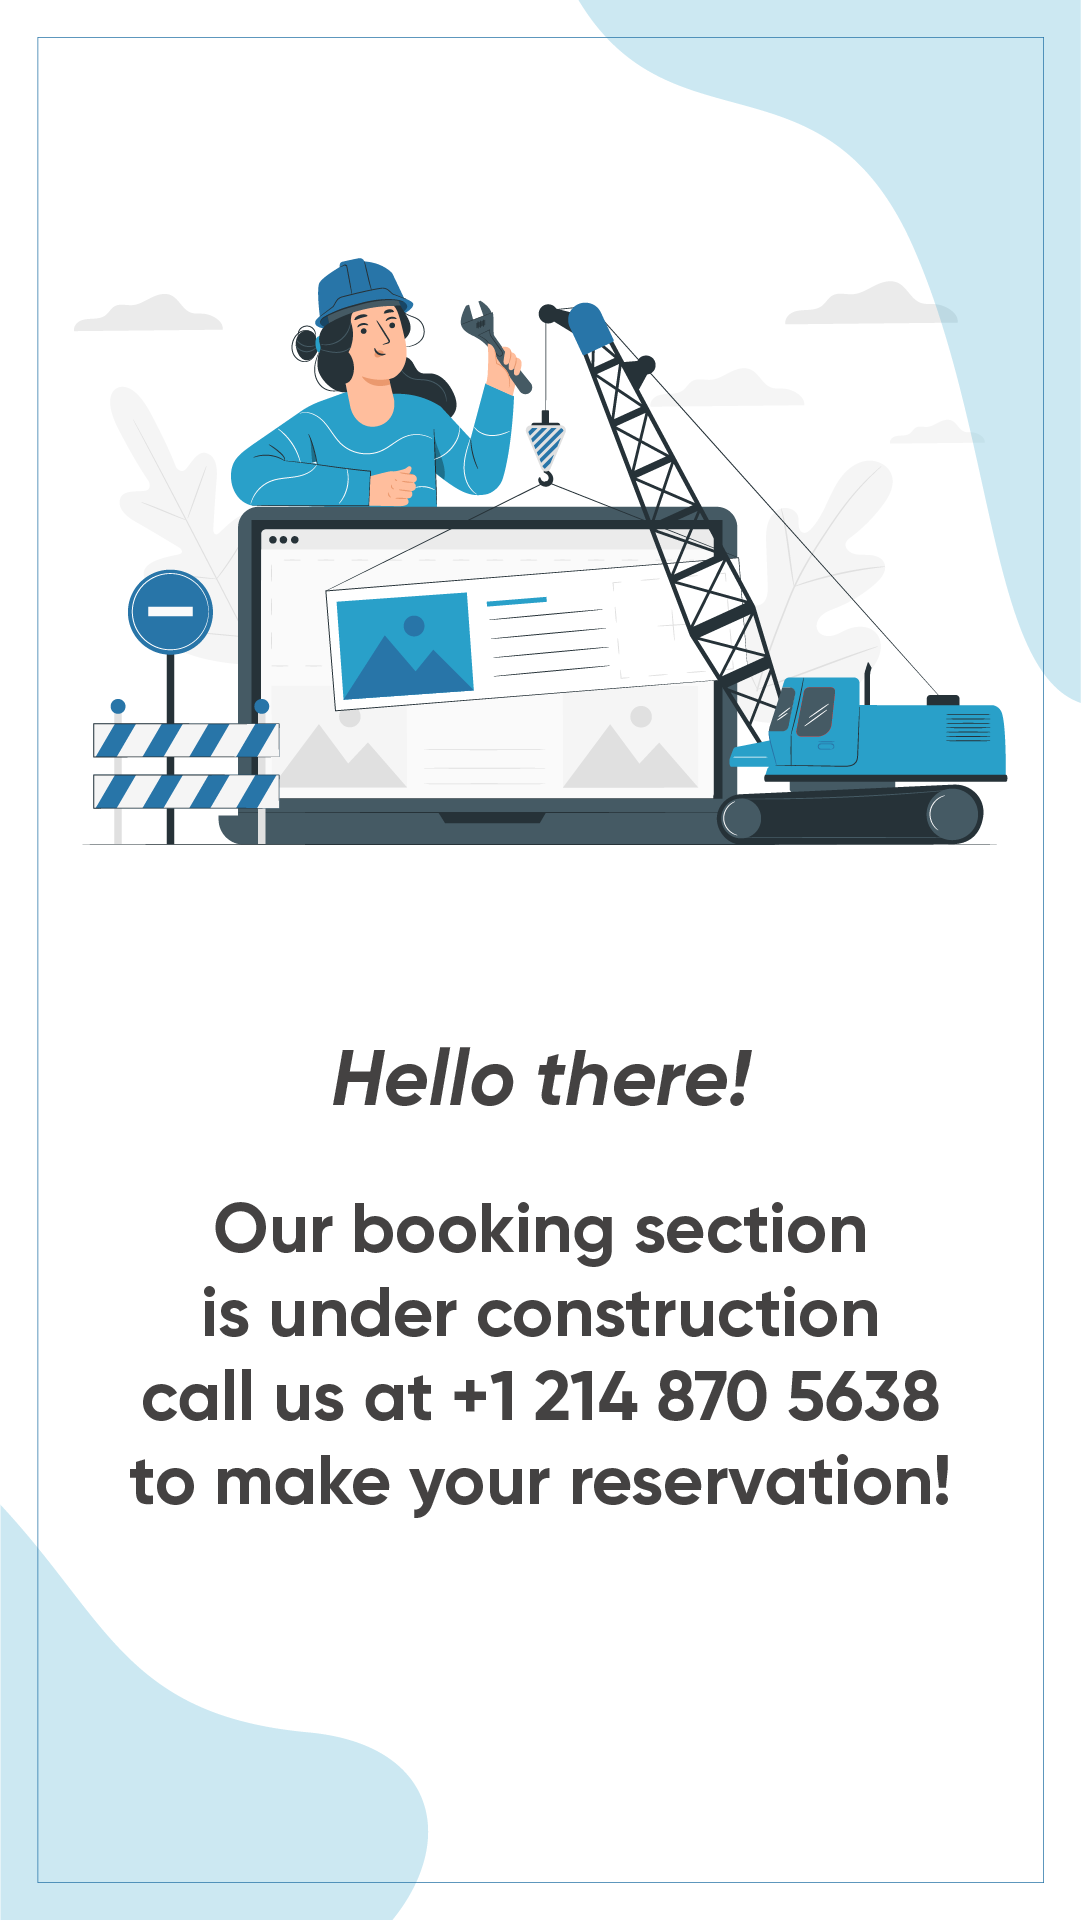 Hello there!
Our booking section
is under construction
call us at +1 214 870 5638
to make your reservation!